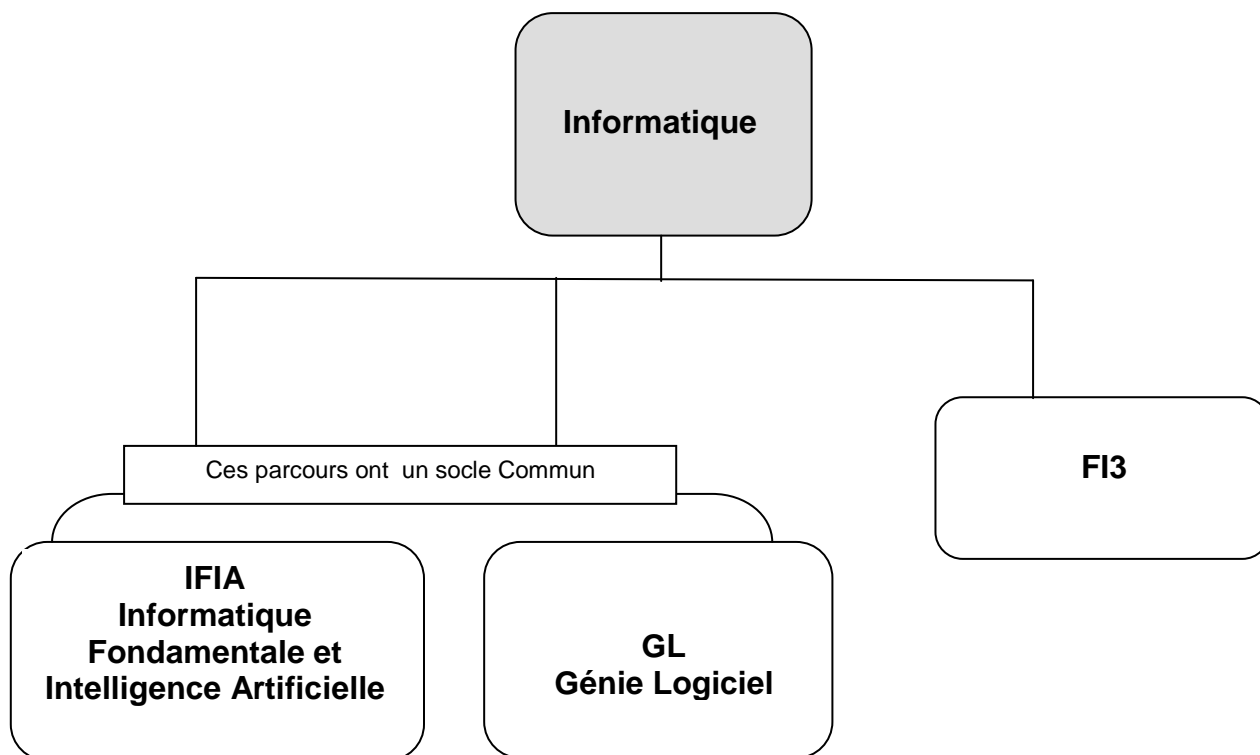 Informatique
Ces parcours ont un socle Commun
FI3
IFIA
Informatique
Fondamentale et
Intelligence Artificielle
GL
Génie Logiciel